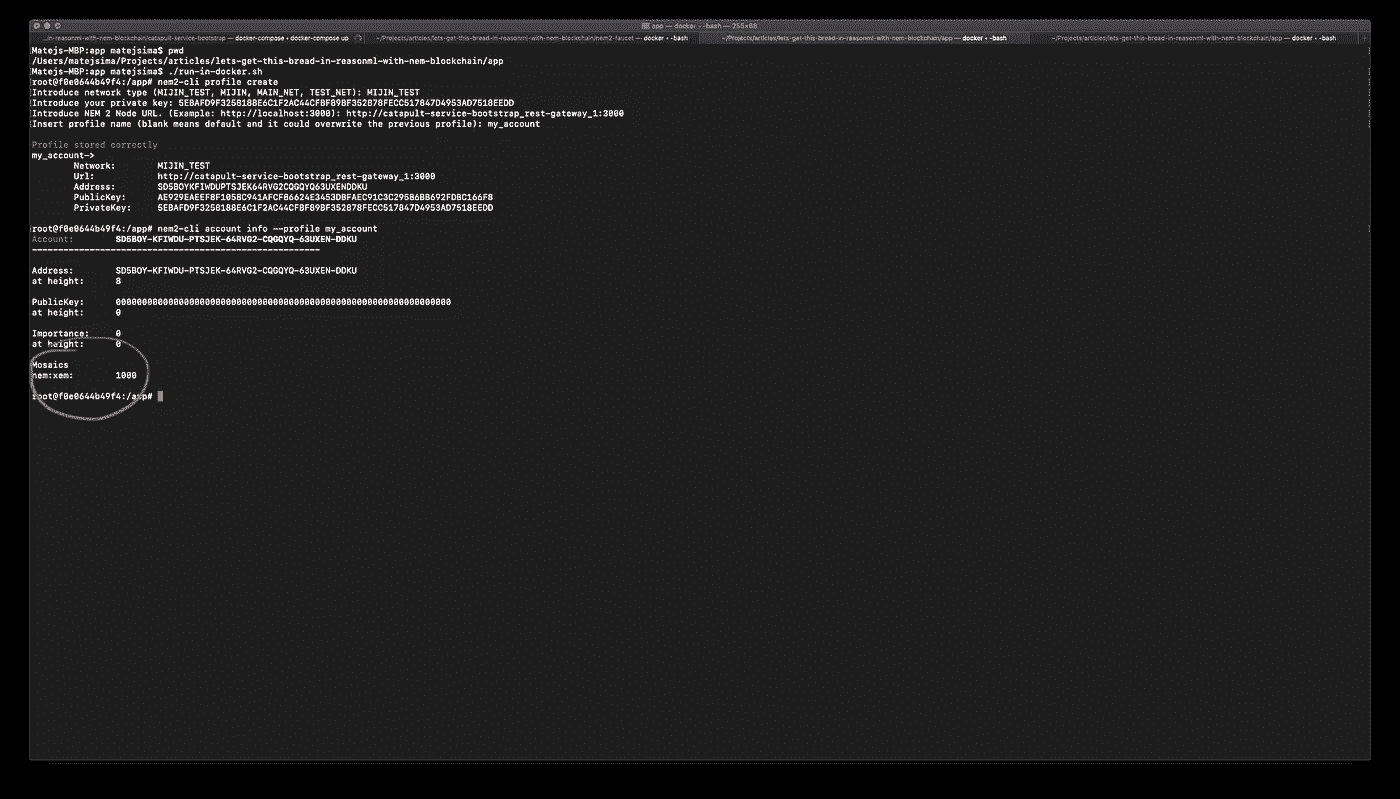 app — docker • -bash — 255×68
…in-reasonml-with-nem-blockchain/catapult-service-bootstrap — docker-compose • docker-compose up
~/Projects/articles/lets-get-this-bread-in-reasonml-with-nem-blockchain/nem2-faucet — docker • -bash
~/Projects/articles/lets-get-this-bread-in-reasonml-with-nem-blockchain/app — docker • -bash
~/Projects/articles/lets-get-this-bread-in-reasonml-with-nem-blockchain/app — docker • -bash
Matejs-MBP:app matejsima$ pwd
/Users/matejsima/Projects/articles/lets-get-this-bread-in-reasonml-with-nem-blockchain/app
Matejs-MBP:app matejsima$ ./run-in-docker.sh
root@f0e0644b49f4:/app# nem2-cli profile create
Introduce network type (MIJIN_TEST, MIJIN, MAIN_NET, TEST_NET): MIJIN_TEST
Introduce your private key:
Introduce NEM 2 Node URL. (Example: http://localhost:3000): http://catapult-service-bootstrap_rest-gateway_1:3000
Insert profile name (blank means default and it could overwrite the previous profile): my_account
Profile stored correctly
my_account->
Network: MIJIN_TEST
Url: http://catapult-service-bootstrap_rest-gateway_1:3000
Address: SD5BOYKFIWDUPTSJEK64RVG2CQGQYQ63UXENDDKU
PublicKey:
PrivateKey:
root@f0e0644b49f4:/app# nem2-cli account info --profile my_account
Account: SD5BOY-KFIWDU-PTSJEK-64RVG2-CQGQYQ-63UXEN-DDKU
Address: SD5BOY-KFIWDU-PTSJEK-64RVG2-CQGQYQ-63UXEN-DDKU
at height: 8
PublicKey: 0000000000000000000000000000000000000000000000000000000000000000
at height: 0
Importance: 0
at height: 0
Mosaics
nem:xem: 1000
root@f0e0644b49f4:/app#